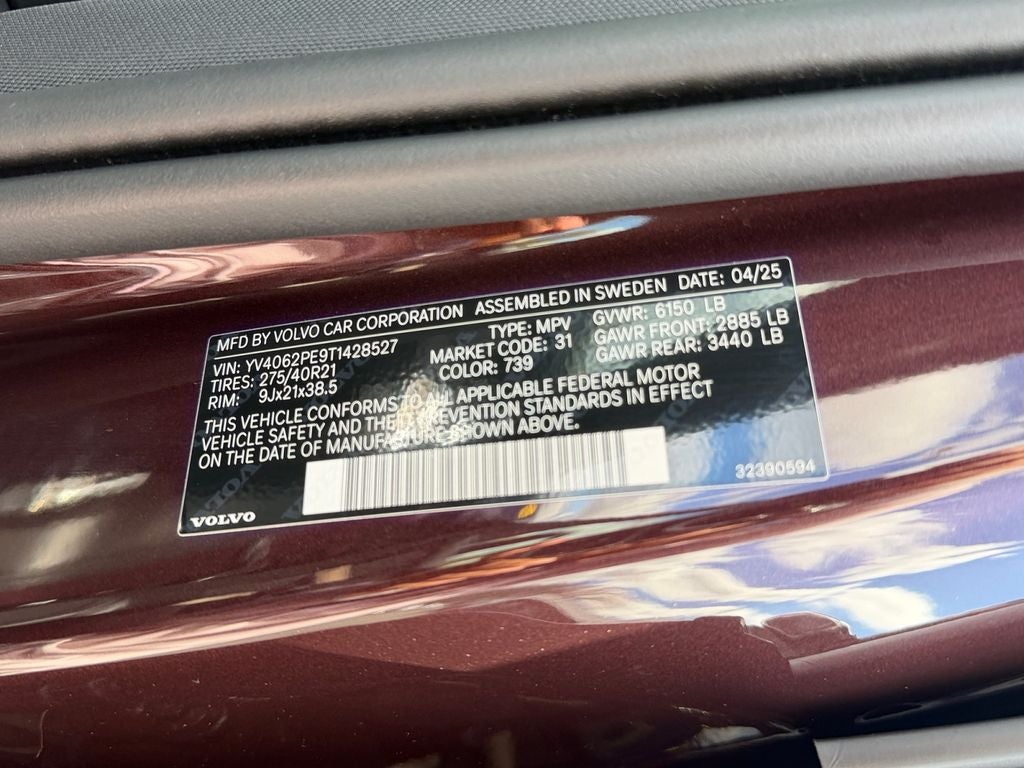 MFD BY VOLVO CAR CORPORATION ASSEMBLED IN SWEDEN DATE: 04/25
VIN: YV4062PE9T1428527 TYPE: MPV GVWR: 6150 LB
TIRES: 275/40R21 MARKET CODE: 31 GAWR FRONT: 2885 LB
RIM: 9Jx21x38.5 COLOR: 739 GAWR REAR: 3440 LB
THIS VEHICLE CONFORMS TO ALL APPLICABLE FEDERAL MOTOR
VEHICLE SAFETY AND THEFT PREVENTION STANDARDS IN EFFECT
ON THE DATE OF MANUFACTURE SHOWN ABOVE.
VOLVO 32390594